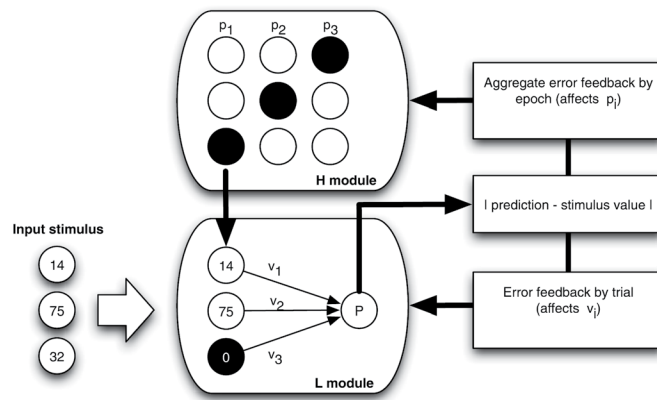 p1 p2 p3
H module
Aggregate error feedback by
epoch (affects pi)
| prediction - stimulus value |
Error feedback by trial
(affects vi)
Input stimulus
14
75
32
14
75
0
v1
v2
v3
P
L module